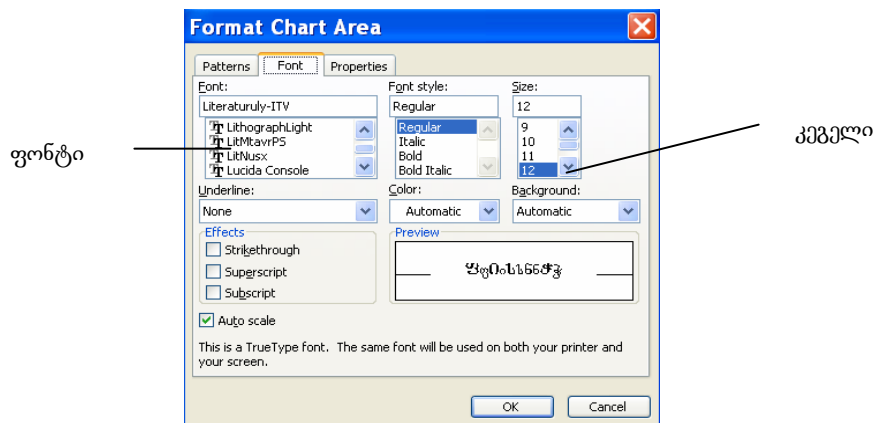 Format Chart Area
Patterns Font Properties
Font: Font style: Size:
Literaturuly-ITV Regular 12
LithographLight Regular 9
LitMtavrPS Italic 10
LitNusx Bold 11
Lucida Console Bold Italic 12
ფონტი
კეგელი
Underline: Color: Background:
None Automatic Automatic
Effects Preview
Strikethrough
Superscript
Subscript
Auto scale
This is a TrueType font. The same font will be used on both your printer and
your screen.
OK Cancel